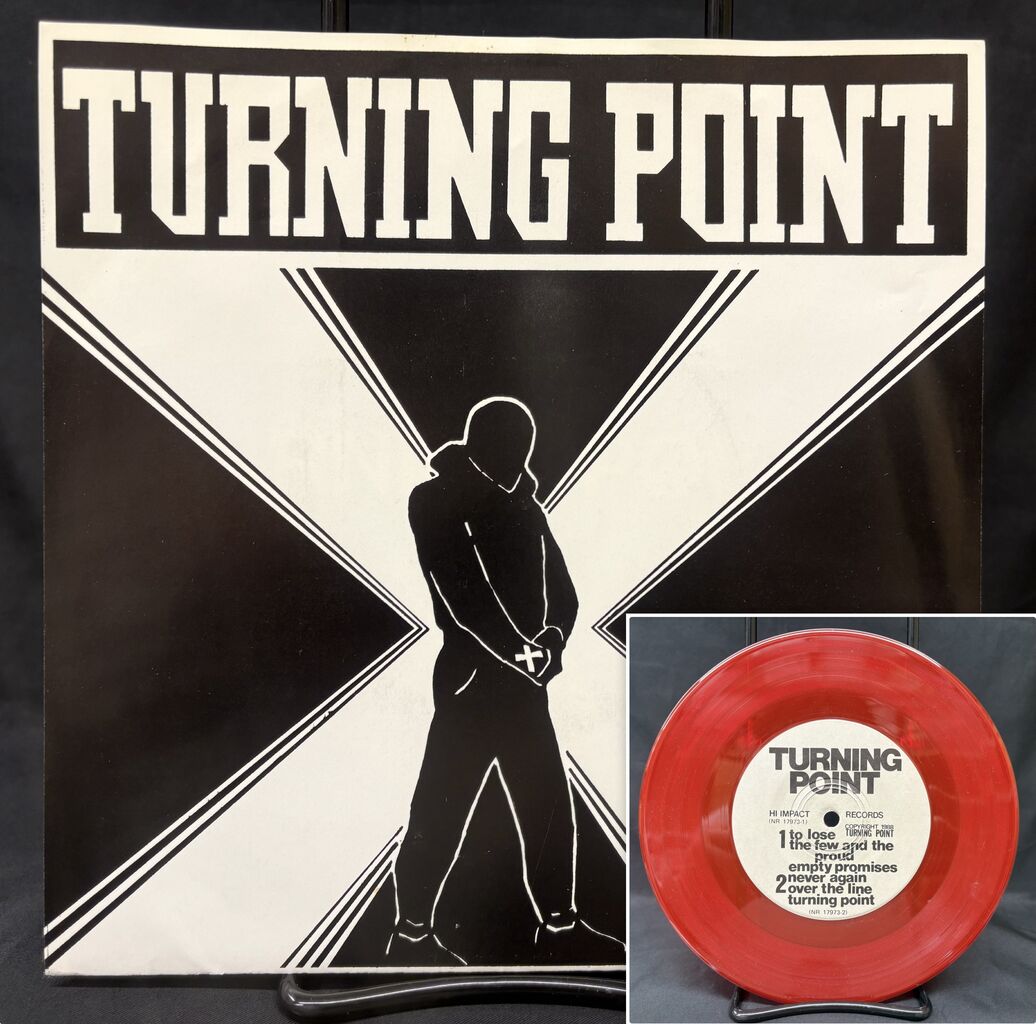 TURNING POINT
TURNING
POINT
HI IMPACT RECORDS
(NR 17973-1)
COPYRIGHT 1988
TURNING POINT
1 to lose
the few and the
proud
empty promises
2 never again
over the line
turning point
(NR 17973-2)